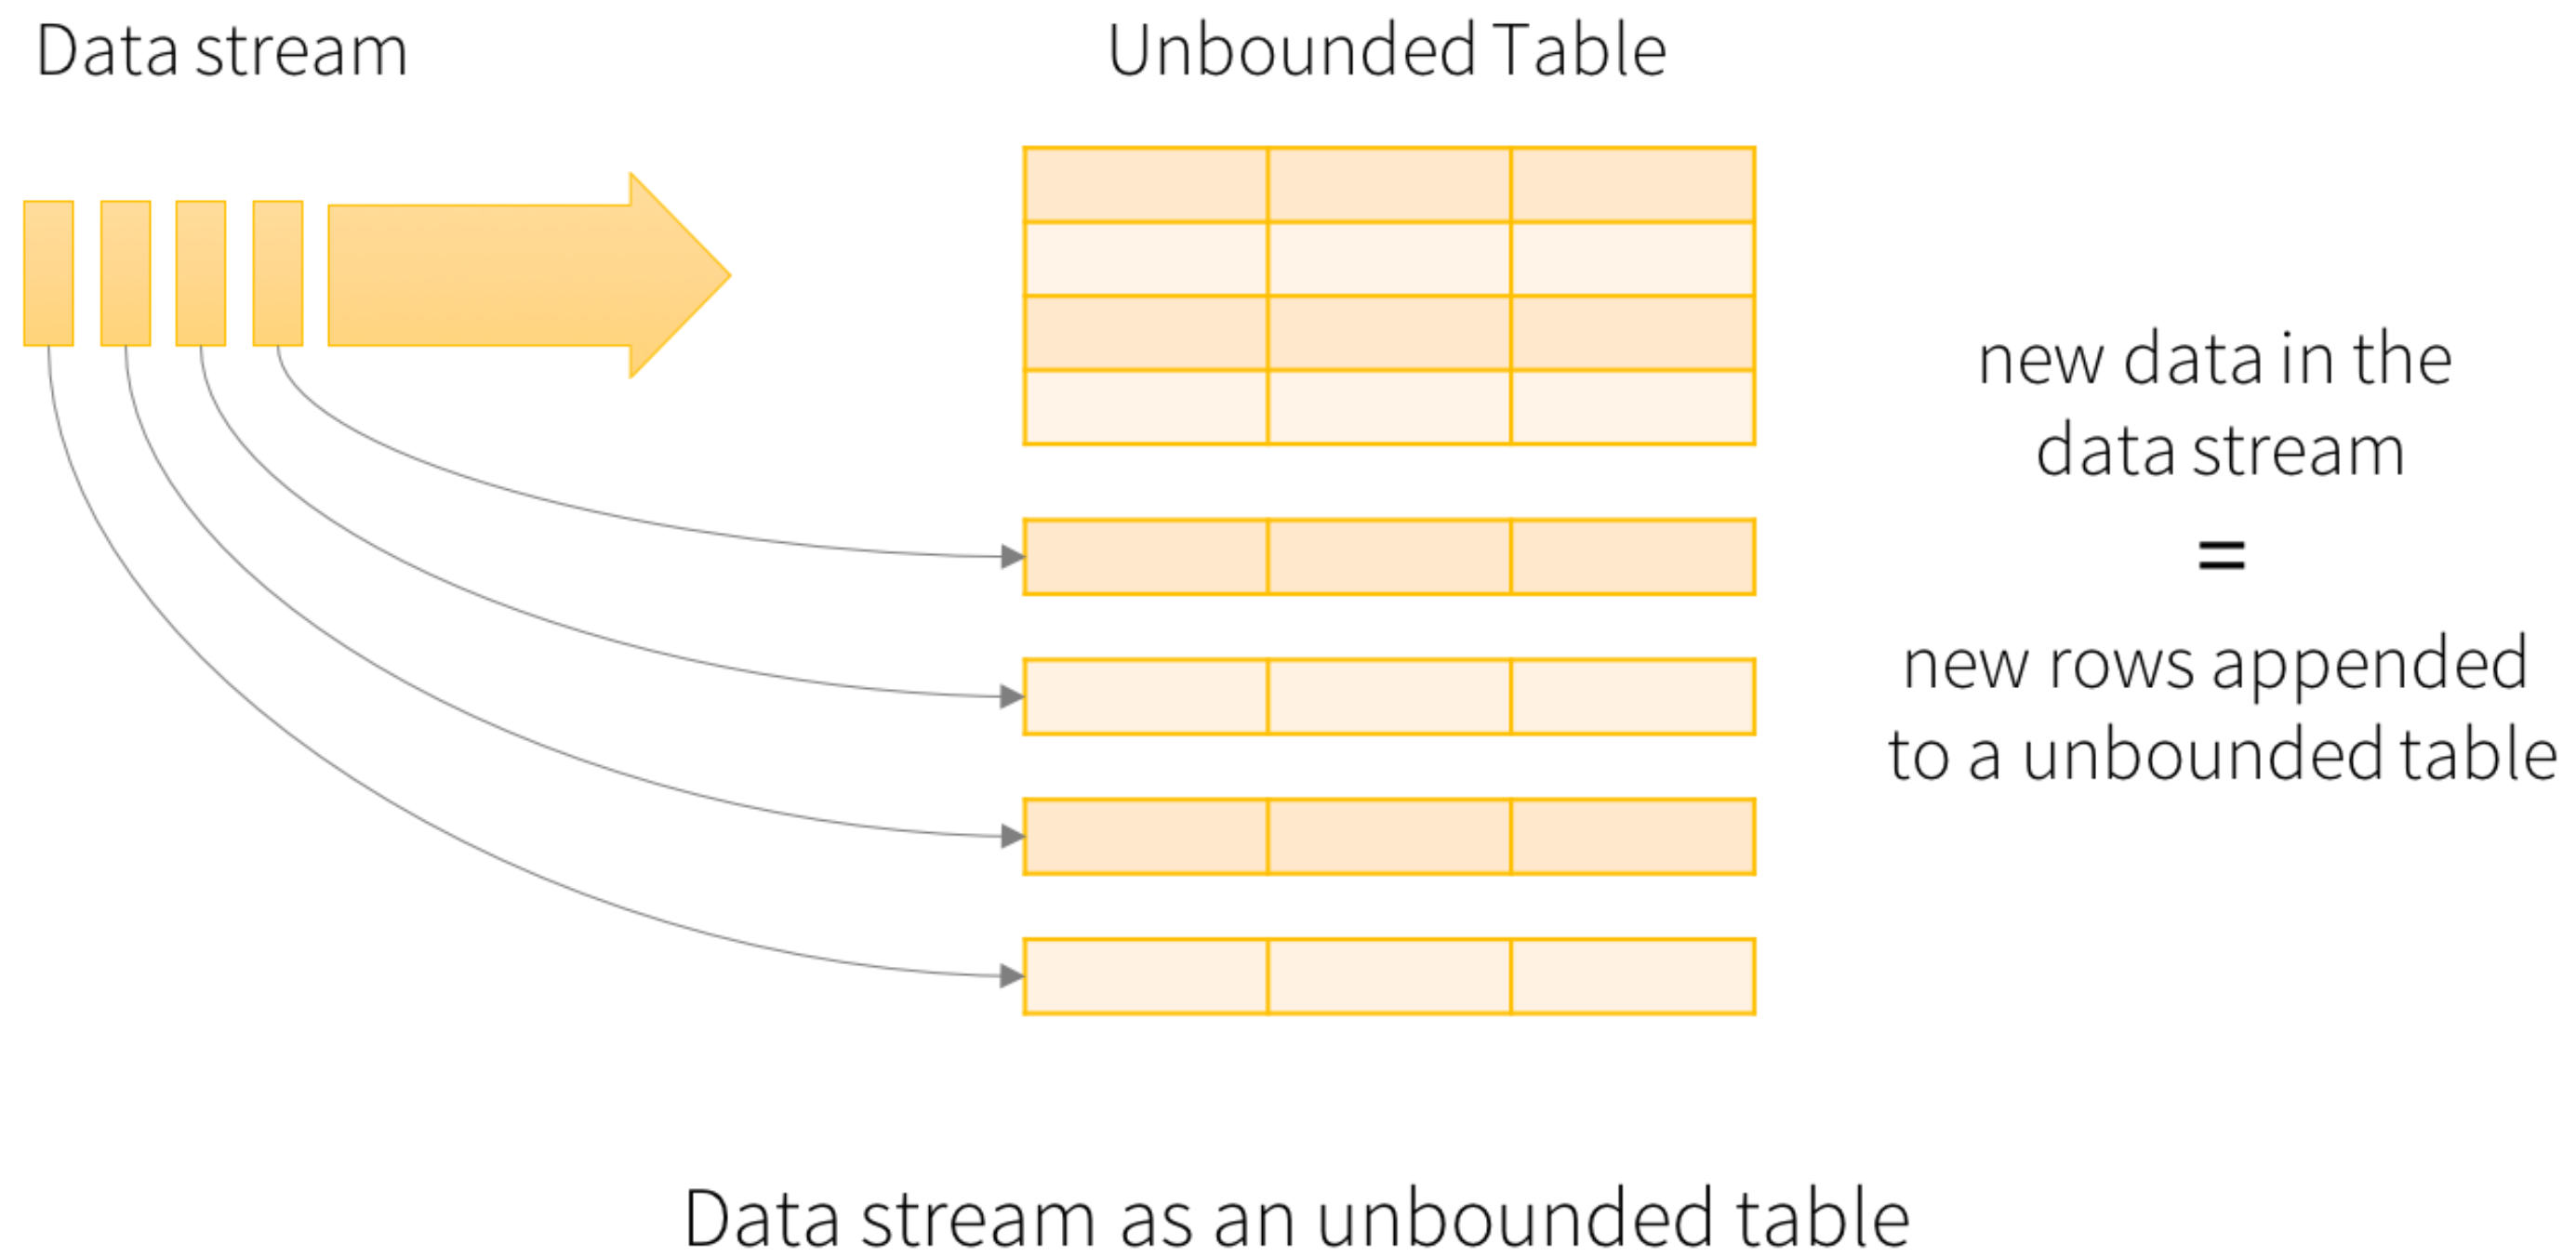 Data stream
Unbounded Table
new data in the
data stream
=
new rows appended
to a unbounded table
Data stream as an unbounded table